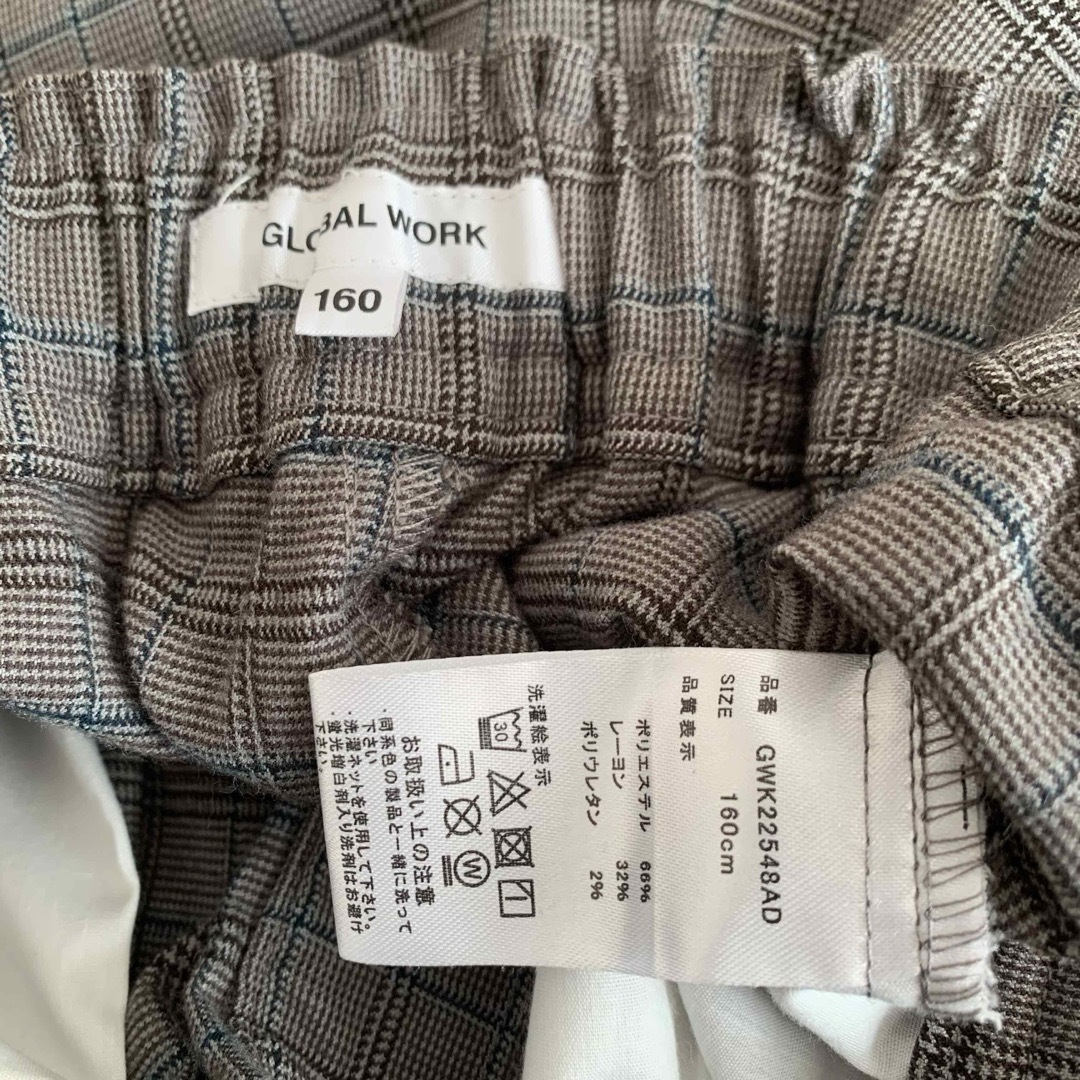 GLOBAL WORK
160
品番 GWK22548AD
SIZE 160cm
品質表示
ポリエステル 66%
レーヨン 32%
ポリウレタン 2%
洗濯絵表示
30
W
お取扱い上の注意
・同系色の製品と一緒に洗って
下さい
・洗濯ネットを使用して下さい。
・蛍光増白剤入り洗剤はお避け
下さい。